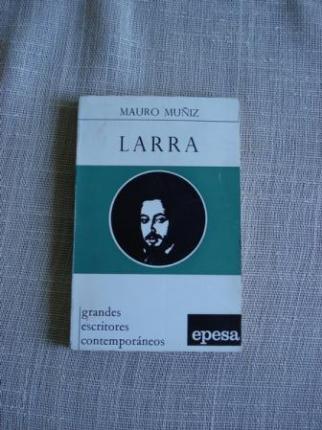 MAURO MUÑIZ
LARRA
grandes
escritores
contemporáneos
epesa